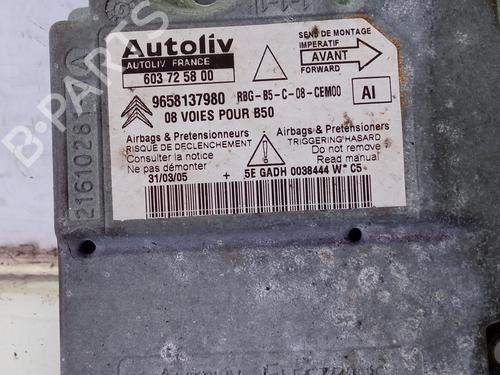 Autoliv
AUTOLIV FRANCE
603 72 58 00
SENS DE MONTAGE
IMPERATIF
AVANT
FORWARD
9658137980 RBG-B5-C-08-CEM00
AI
08 VOIES POUR B50
Airbags & Pretensionneurs
RISQUE DE DECLENCHEMENT
Consulter la notice
Ne pas démonter
Airbags & Pretensioners
TRIGGERING HASARD
Do not remove
Read manual
31/03/05 + 5E GADH 0038444 W* C5
B-Parts